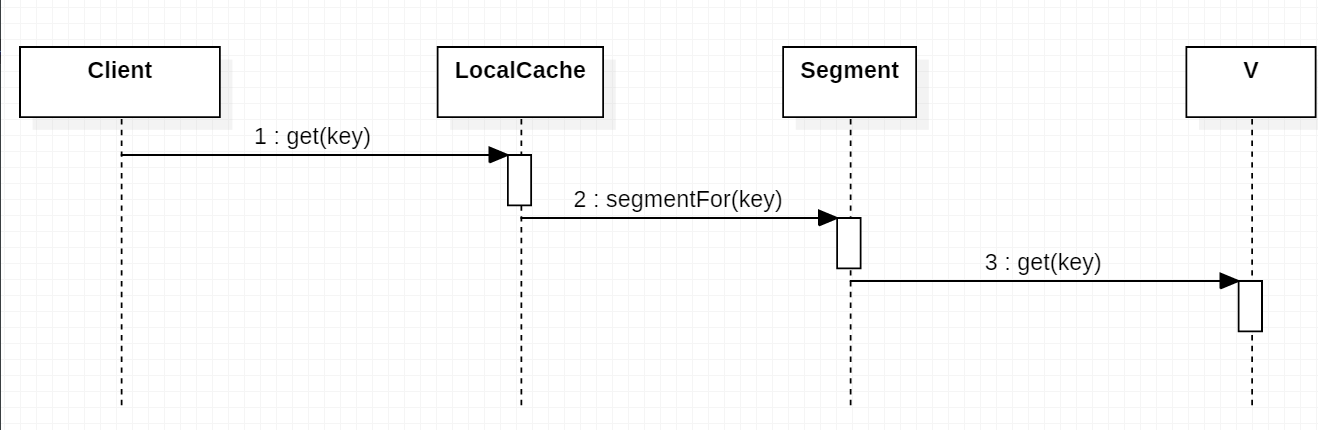 Client
LocalCache
Segment
V
1 : get(key)
2 : segmentFor(key)
3 : get(key)